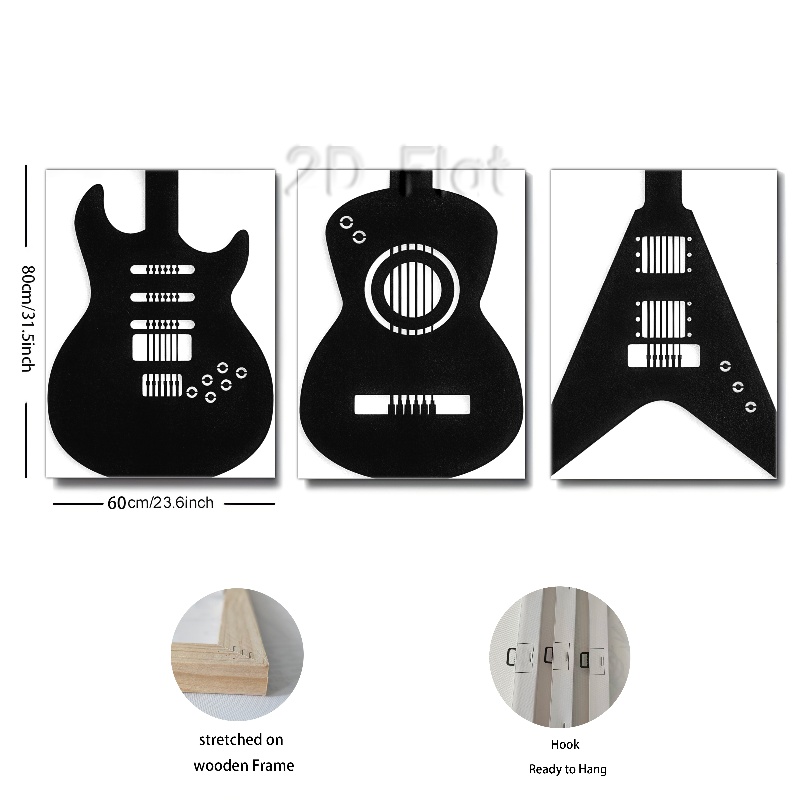 2D Flat
80cm/31.5inch
60cm/23.6inch
stretched on
wooden Frame
Hook
Ready to Hang